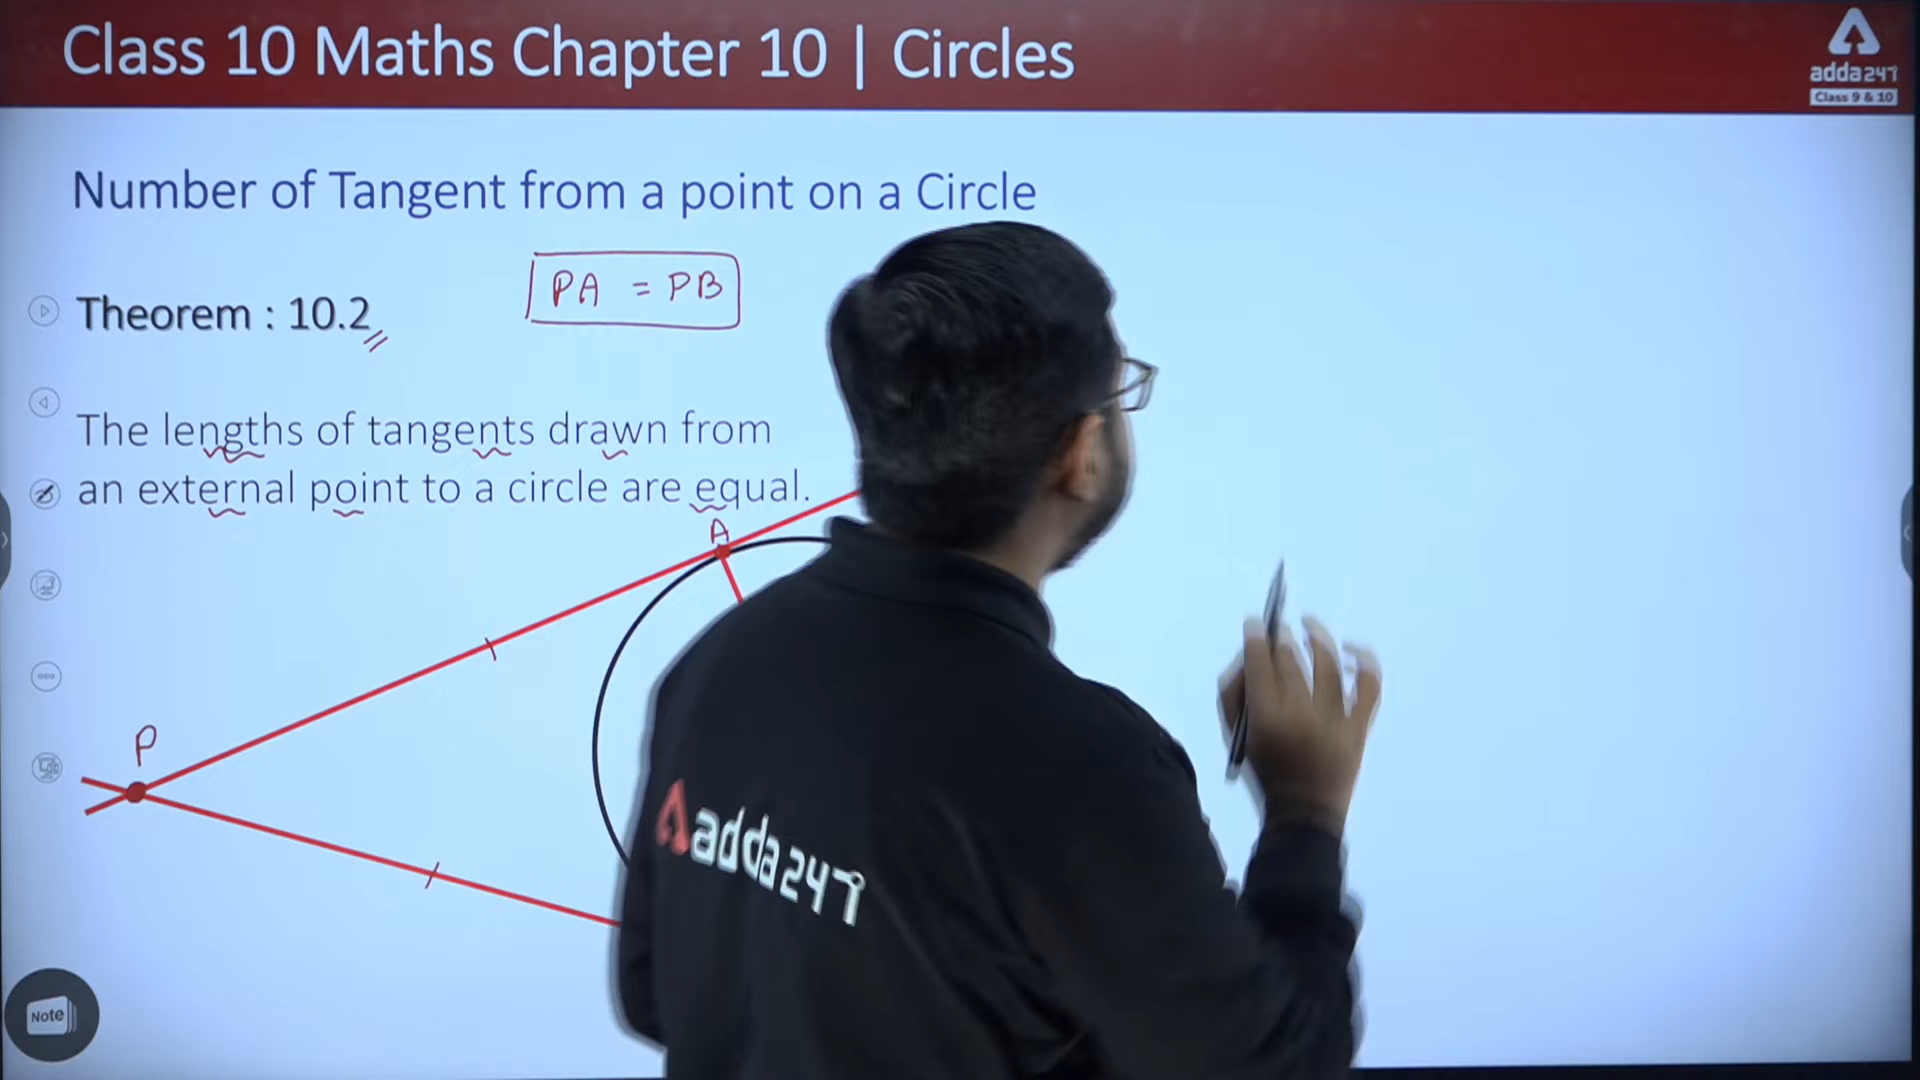 Class 10 Maths Chapter 10 | Circles
adda247
Class 9 & 10
Number of Tangent from a point on a Circle
PA = PB
Theorem : 10.2
The lengths of tangents drawn from
an external point to a circle are equal.
A
P
adda247
Note